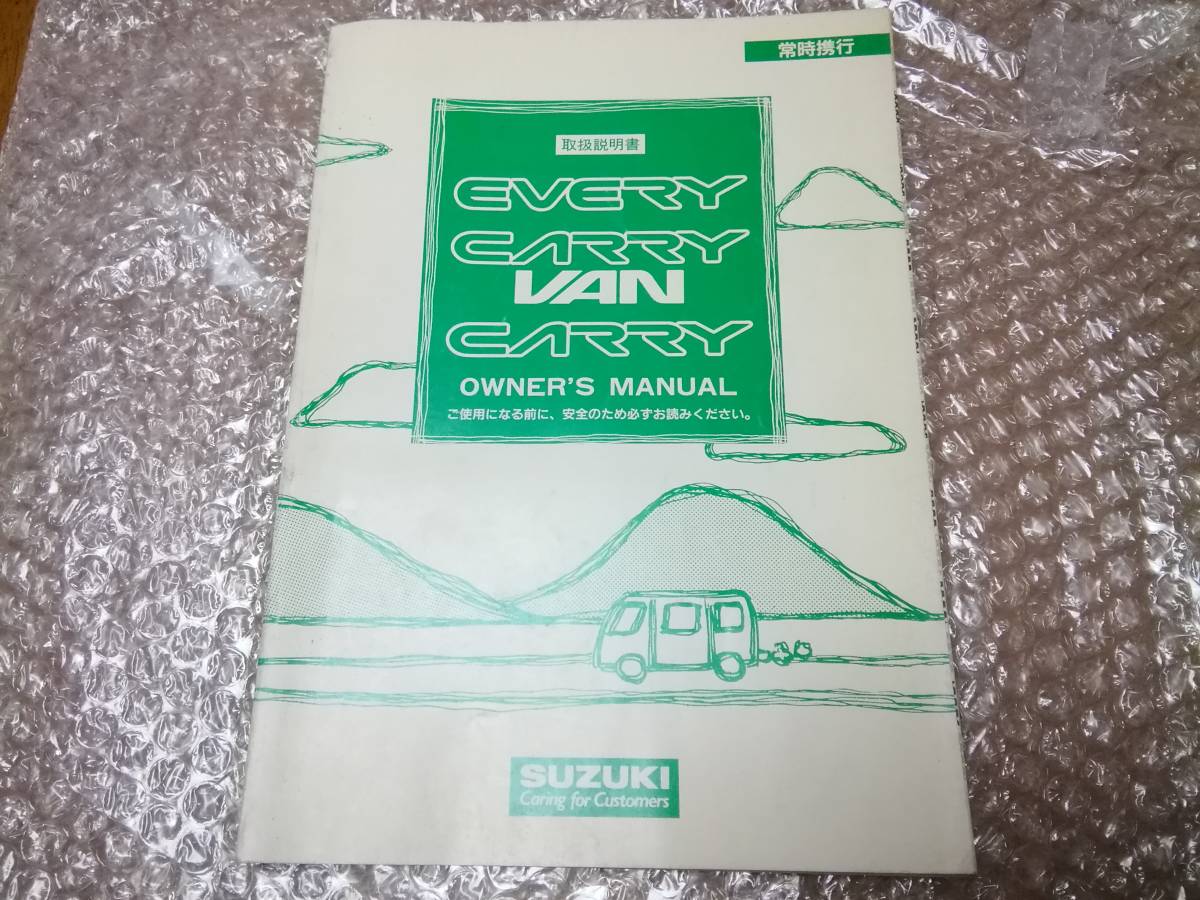 常時携行
取扱説明書
EVERY
CARRY
VAN
CARRY
OWNER'S MANUAL
ご使用になる前に、安全のため必ずお読みください。
SUZUKI
Caring for Customers